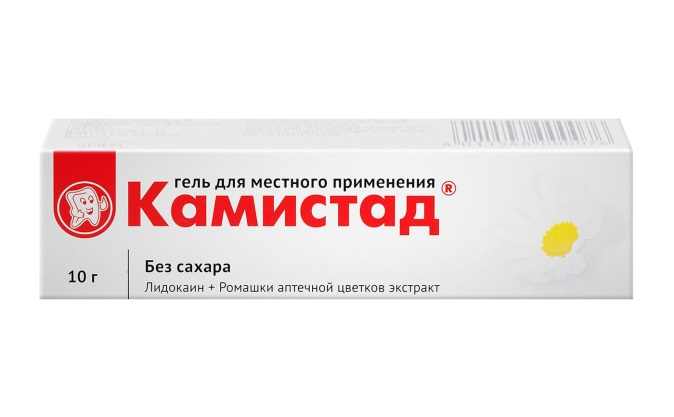 гель для местного применения
Камистад®
10 г
Без сахара
Лидокаин + Ромашки аптечной цветков экстракт